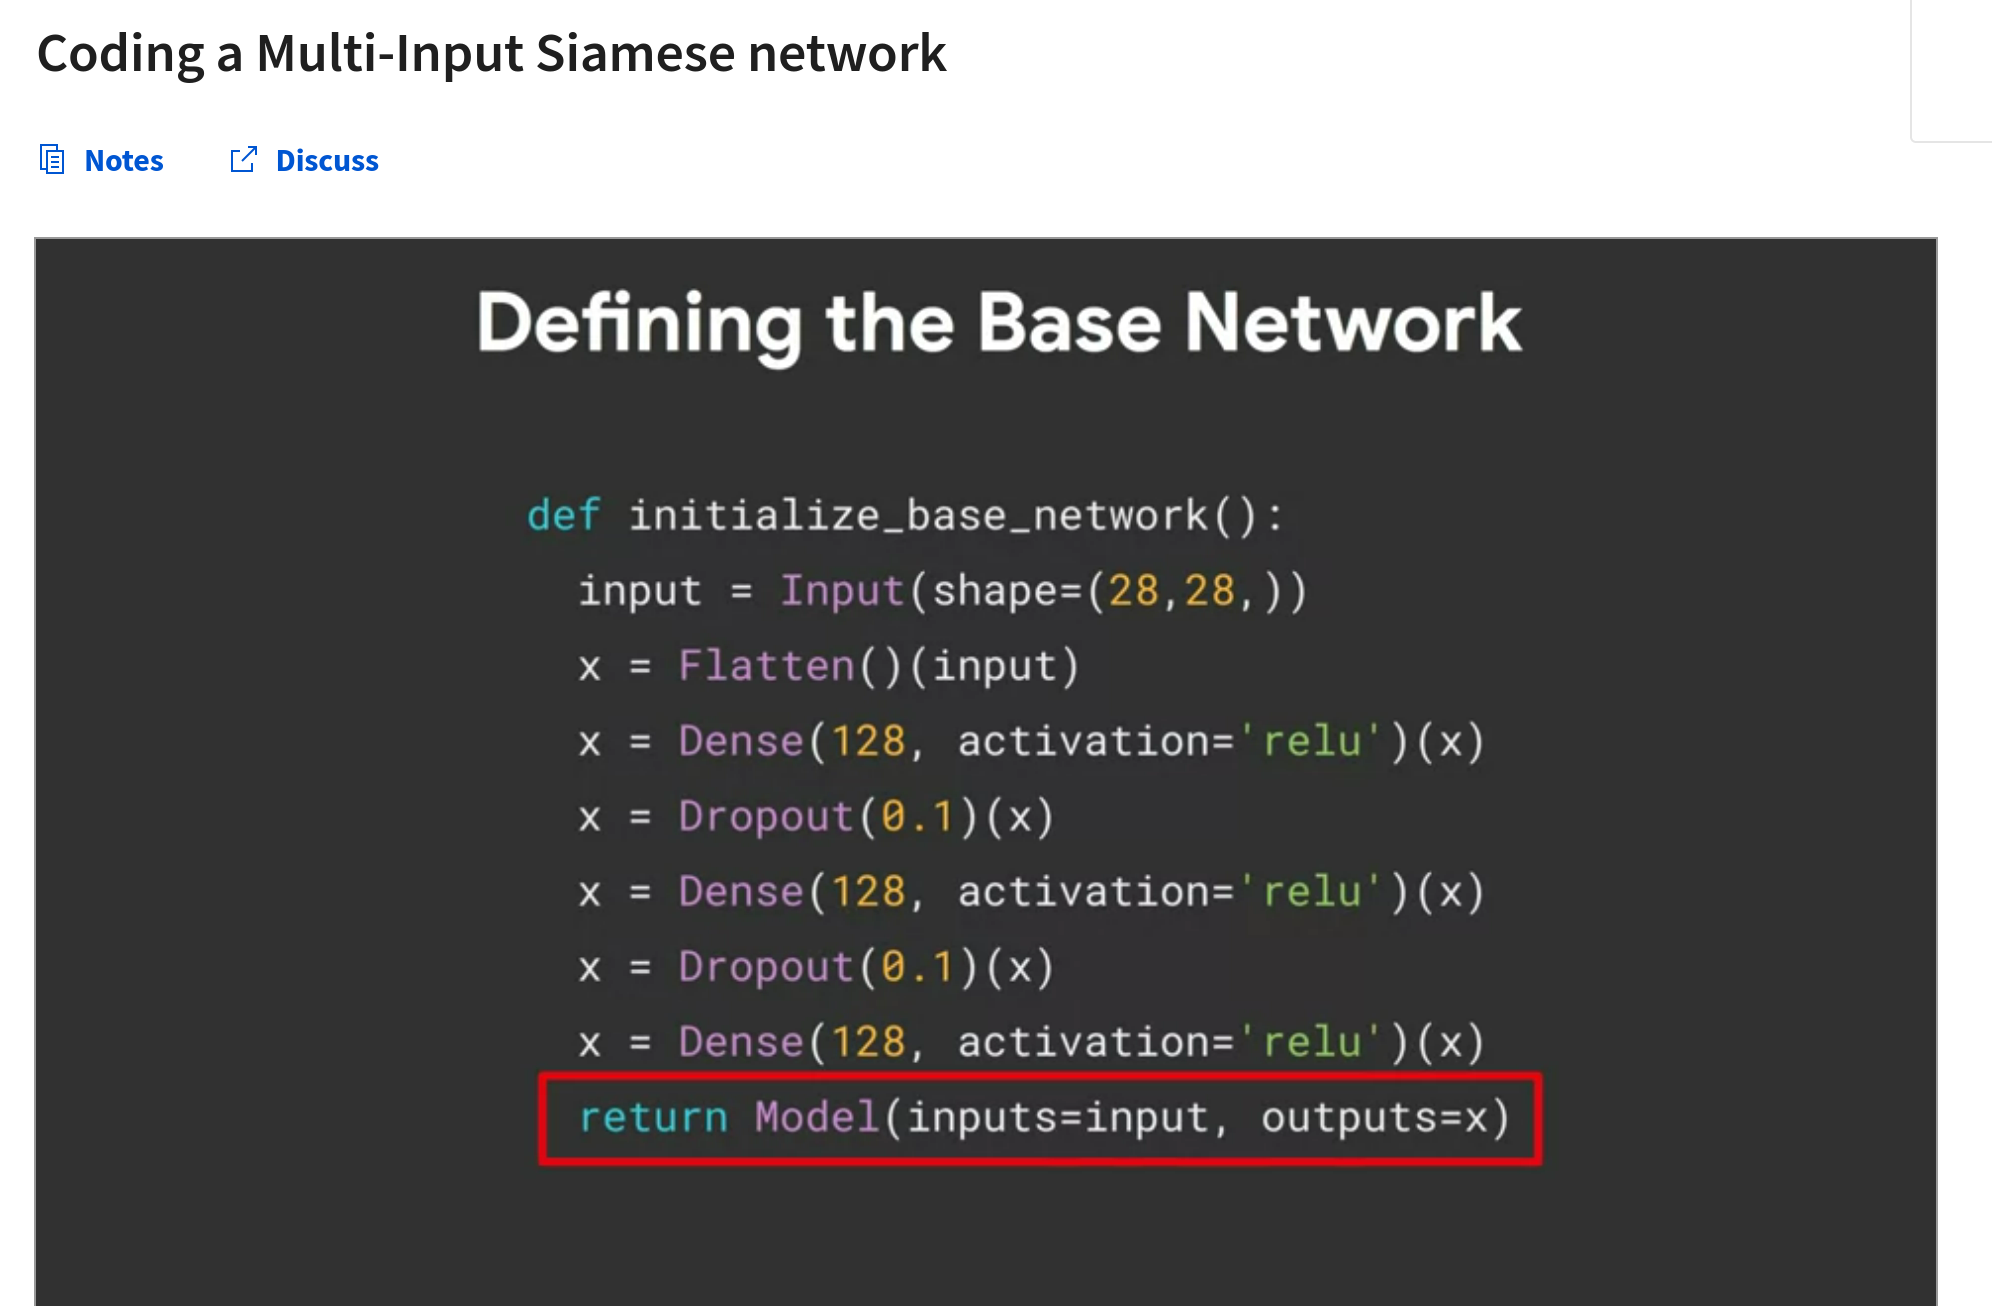 Coding a Multi-Input Siamese network
Notes Discuss
Defining the Base Network
def initialize_base_network():
input = Input(shape=(28,28,))
x = Flatten()(input)
x = Dense(128, activation='relu')(x)
x = Dropout(0.1)(x)
x = Dense(128, activation='relu')(x)
x = Dropout(0.1)(x)
x = Dense(128, activation='relu')(x)
return Model(inputs=input, outputs=x)